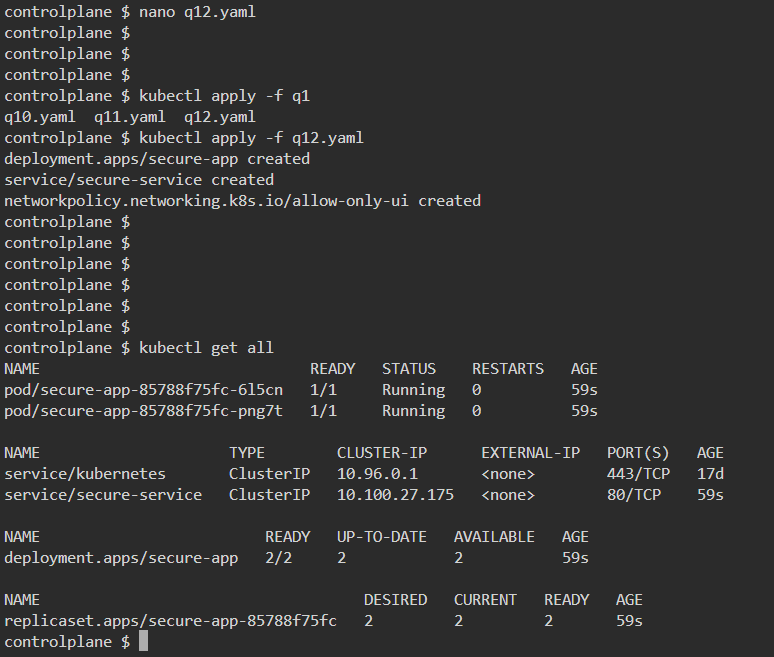 controlplane $ nano q12.yaml
controlplane $
controlplane $
controlplane $
controlplane $ kubectl apply -f q1
q10.yaml  q11.yaml  q12.yaml
controlplane $ kubectl apply -f q12.yaml
deployment.apps/secure-app created
service/secure-service created
networkpolicy.networking.k8s.io/allow-only-ui created
controlplane $
controlplane $
controlplane $
controlplane $
controlplane $
controlplane $
controlplane $ kubectl get all
NAME                              READY   STATUS    RESTARTS   AGE
pod/secure-app-85788f75fc-6l5cn   1/1     Running   0          59s
pod/secure-app-85788f75fc-png7t   1/1     Running   0          59s

NAME                     TYPE        CLUSTER-IP      EXTERNAL-IP   PORT(S)   AGE
service/kubernetes       ClusterIP   10.96.0.1       <none>        443/TCP   17d
service/secure-service   ClusterIP   10.100.27.175   <none>        80/TCP    59s

NAME                         READY   UP-TO-DATE   AVAILABLE   AGE
deployment.apps/secure-app   2/2     2            2           59s

NAME                                    DESIRED   CURRENT   READY   AGE
replicaset.apps/secure-app-85788f75fc   2         2         2       59s
controlplane $